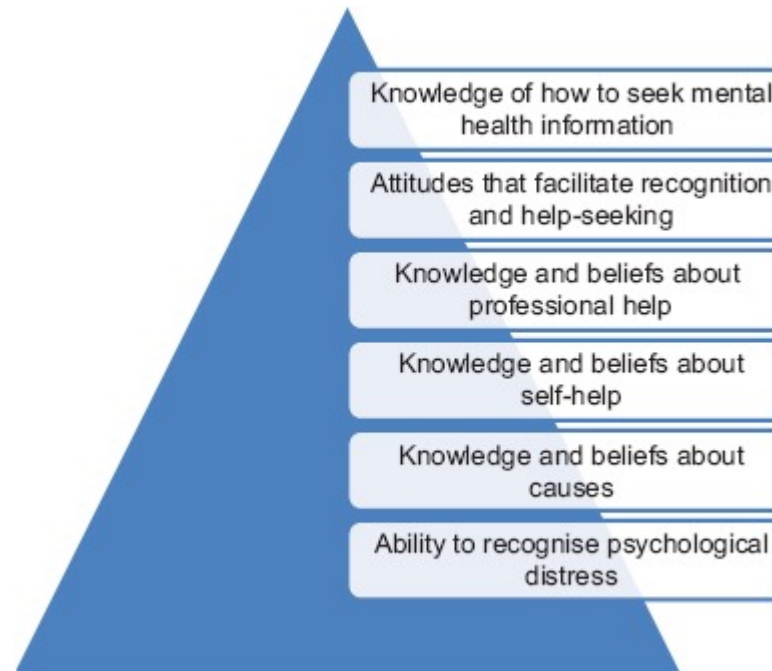 Knowledge of how to seek mental
health information
Attitudes that facilitate recognition
and help-seeking
Knowledge and beliefs about
professional help
Knowledge and beliefs about
self-help
Knowledge and beliefs about
causes
Ability to recognise psychological
distress